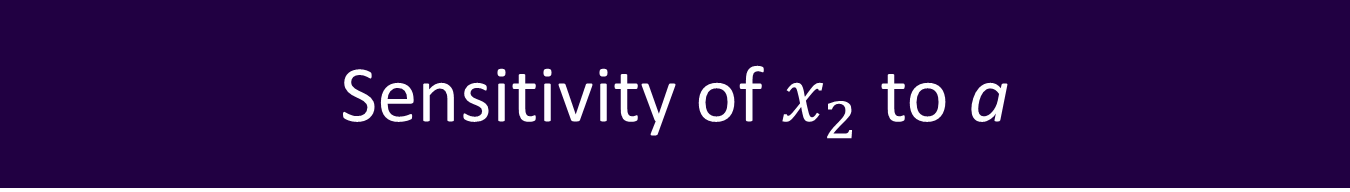 Sensitivity of x₂ to a